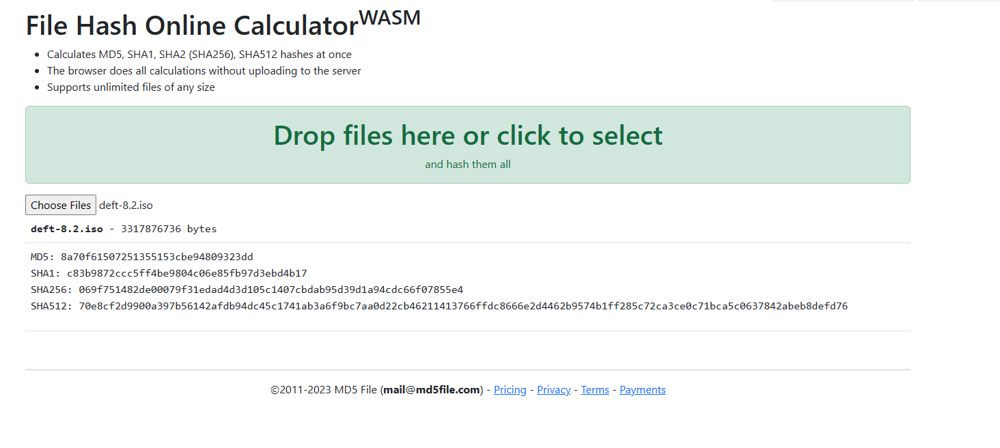 File Hash Online Calculator WASM
Calculates MD5, SHA1, SHA2 (SHA256), SHA512 hashes at once
The browser does all calculations without uploading to the server
Supports unlimited files of any size
Drop files here or click to select
and hash them all
Choose Files deft-8.2.iso
deft-8.2.iso - 3317876736 bytes
MD5: 8a70f61507251355153cbe94809323dd
SHA1: c83b9872ccc5ff4be9804c06e85fb97d3ebd4b17
SHA256: 069f751482de00079f31edad4d3d105c1407cbdab95d39d1a94cdc66f07855e4
SHA512: 70e8cf2d9900a397b56142afdb94dc45c1741ab3a6f9bc7aa0d22cb46211413766ffdc8666e2d4462b9574b1ff285c72ca3ce0c71bca5c0637842abeb8defd76
©2011-2023 MD5 File (mail@md5file.com) - Pricing - Privacy - Terms - Payments